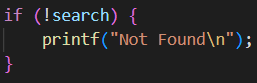 if (!search) {
    printf("Not Found\n");
}